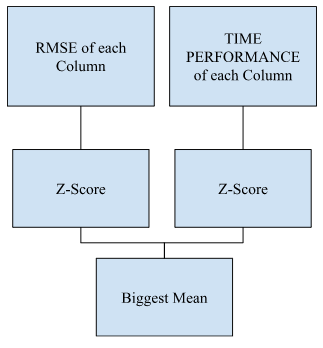 RMSE of each
Column
TIME
PERFORMANCE
of each Column
Z-Score
Z-Score
Biggest Mean